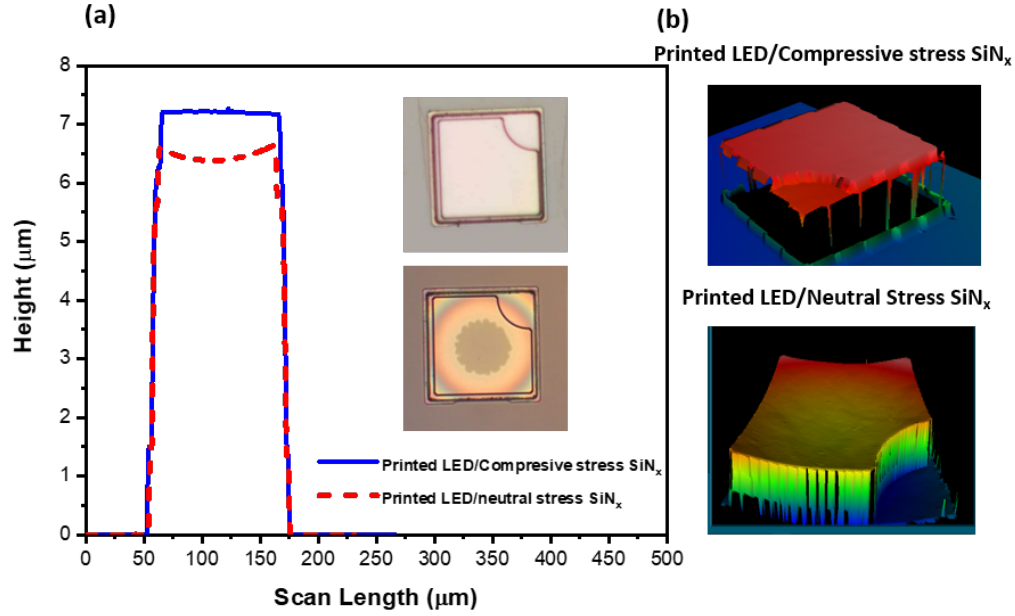 (a)
(b)
Printed LED/Compressive stress SiNx
Printed LED/Neutral Stress SiNx
Height (μm)
8
7
6
5
4
3
2
1
0
Printed LED/Compresive stress SiNx
Printed LED/neutral stress SiNx
0 50 100 150 200 250 300 350 400 450 500
Scan Length (μm)